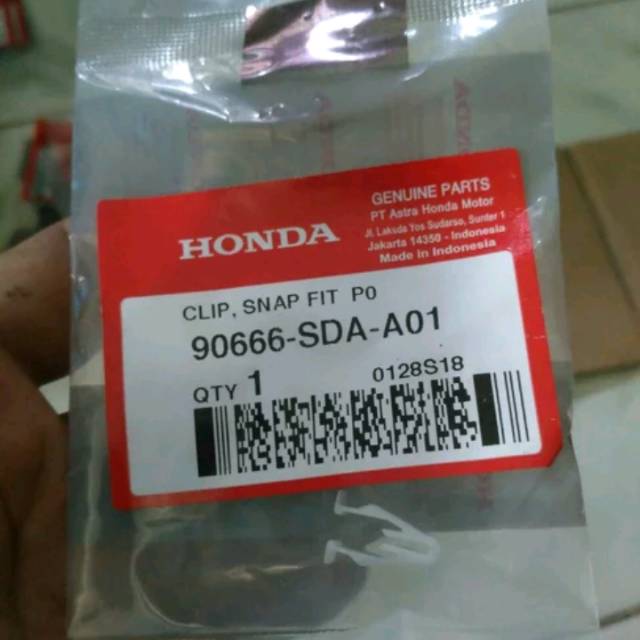 HONDA
GENUINE PARTS
PT Astra Honda Motor
Jl. Laksda Yos Sudarso, Sunter 1
Jakarta 14350 - Indonesia
Made in Indonesia
CLIP, SNAP FIT P0
90666-SDA-A01
QTY 1
0128S18